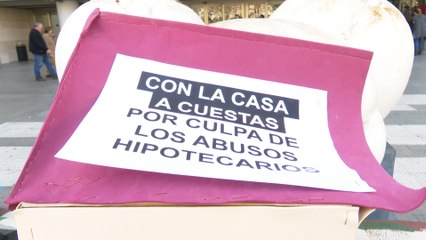 CON LA CASA
A CUESTAS
POR CULPA DE
LOS ABUSOS
HIPOTECARIOS